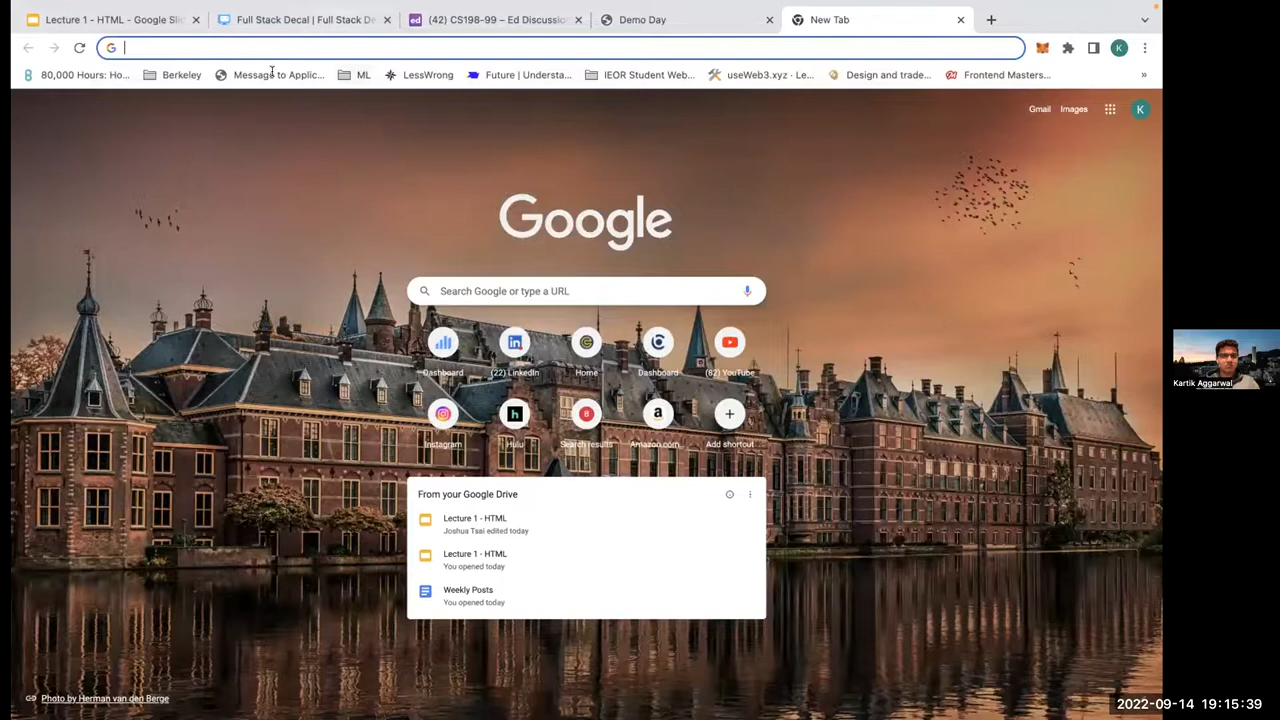 Lecture 1 - HTML - Google Slid
Full Stack Decal | Full Stack De
(42) CS198-99 – Ed Discussion
Demo Day
New Tab
80,000 Hours: Ho...
Berkeley
Message to Applic...
ML
LessWrong
Future | Understa...
IEOR Student Web...
useWeb3.xyz · Le...
Design and trade...
Frontend Masters...
»
Gmail
Images
K
Google
Search Google or type a URL
Dashboard
(22) LinkedIn
Home
Dashboard
(82) YouTube
Instagram
Hulu
Search results
Amazon.com
Add shortcut
From your Google Drive
Lecture 1 - HTML
Joshua Tsai edited today
Lecture 1 - HTML
You opened today
Weekly Posts
You opened today
Kartik Aggarwal
Photo by Herman van den Berge
2022-09-14 19:15:39